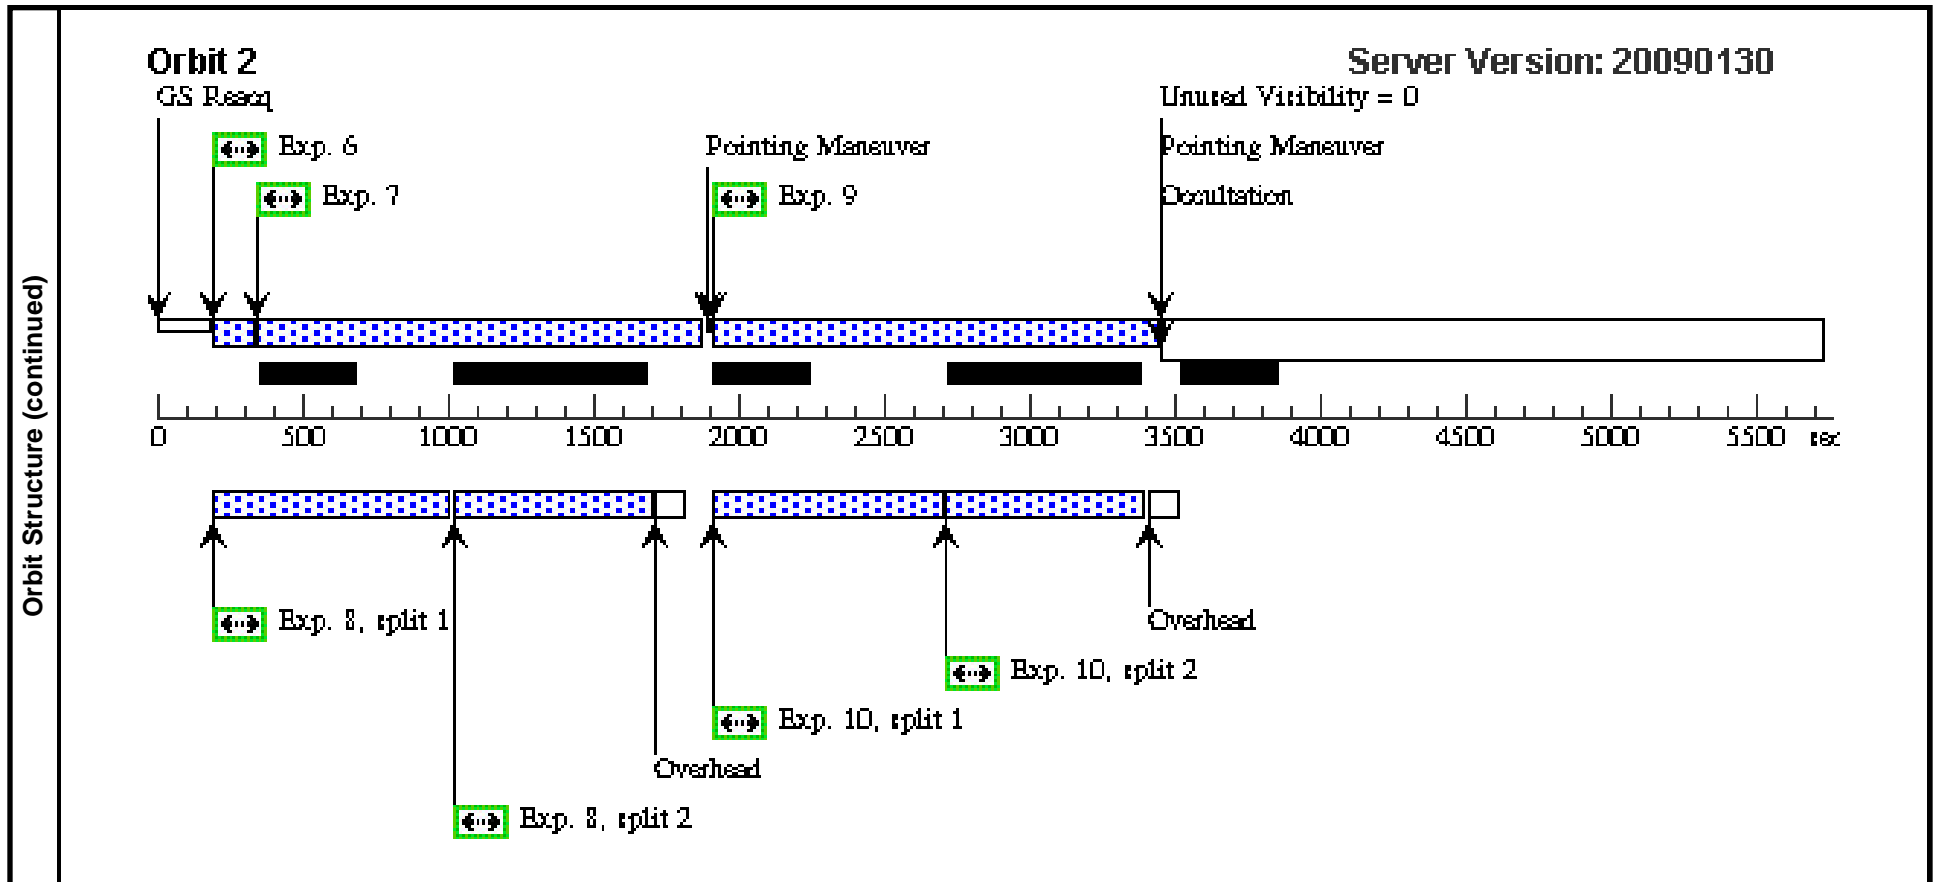 Orbit 2
Server Version: 20090130
GS Reacq
Unused Visibility = 0
Exp. 6
Pointing Maneuver
Pointing Maneuver
Exp. 7
Exp. 9
Occultation
Orbit Structure (continued)
0 500 1000 1500 2000 2500 3000 3500 4000 4500 5000 5500 sec
Exp. 8, split 1
Overhead
Exp. 10, split 2
Exp. 10, split 1
Overhead
Exp. 8, split 2